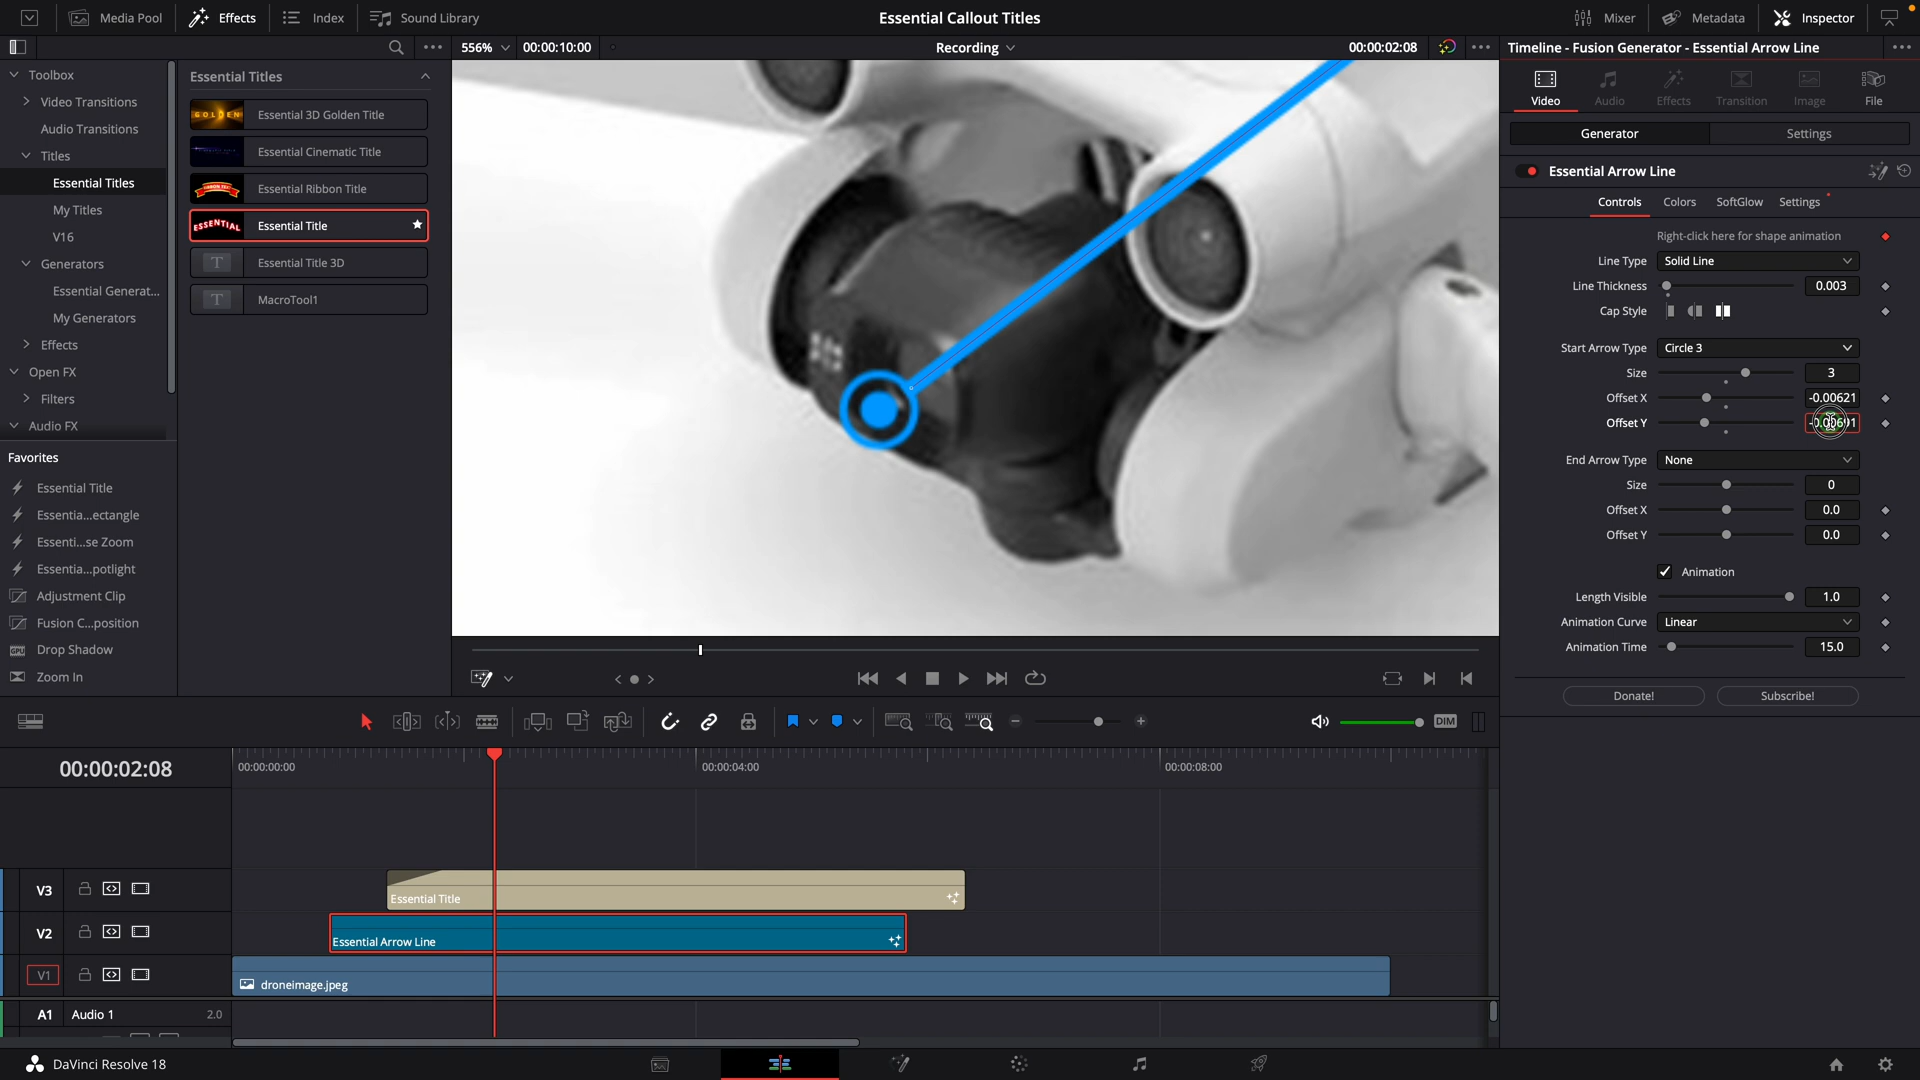 Media Pool
Effects
Index
Sound Library
Essential Callout Titles
Mixer
Metadata
Inspector
556%
00:00:10:00
Recording
00:00:02:08
Timeline - Fusion Generator - Essential Arrow Line
Toolbox
Video Transitions
Audio Transitions
Titles
Essential Titles
My Titles
V16
Generators
Essential Generat...
My Generators
Effects
Open FX
Filters
Audio FX
Favorites
Essential Title
Essentia...ectangle
Essenti...se Zoom
Essentia...potlight
Adjustment Clip
Fusion C...position
Drop Shadow
Zoom In
Essential Titles
GOLDEN
Essential 3D Golden Title
Essential Cinematic Title
Essential Ribbon Title
ESSENTIAL
Essential Title
T
Essential Title 3D
T
MacroTool1
Video
Audio
Effects
Transition
Image
File
Generator
Settings
Essential Arrow Line
Controls
Colors
SoftGlow
Settings
Right-click here for shape animation
Line Type
Solid Line
Line Thickness
0.003
Cap Style
Start Arrow Type
Circle 3
Size
3
Offset X
-0.00621
Offset Y
-0.00691
End Arrow Type
None
Size
0
Offset X
0.0
Offset Y
0.0
Animation
Length Visible
1.0
Animation Curve
Linear
Animation Time
15.0
Donate!
Subscribe!
DIM
00:00:02:08
00:00:00:00
00:00:04:00
00:00:08:00
V3
Essential Title
V2
Essential Arrow Line
V1
droneimage.jpeg
A1
Audio 1
2.0
DaVinci Resolve 18